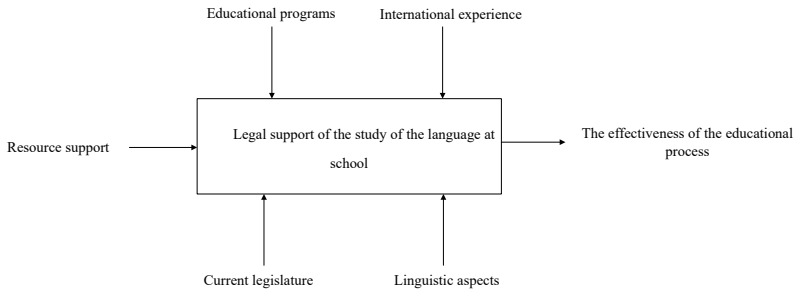 Educational programs
International experience
Legal support of the study of the language at
school
Resource support
The effectiveness of the educational
process
Current legislature
Linguistic aspects